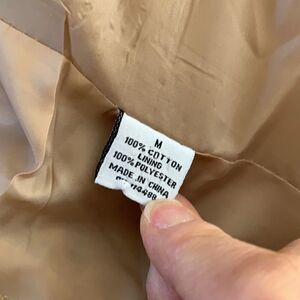 M
100% COTTON
LINING
100% POLYESTER
MADE IN CHINA